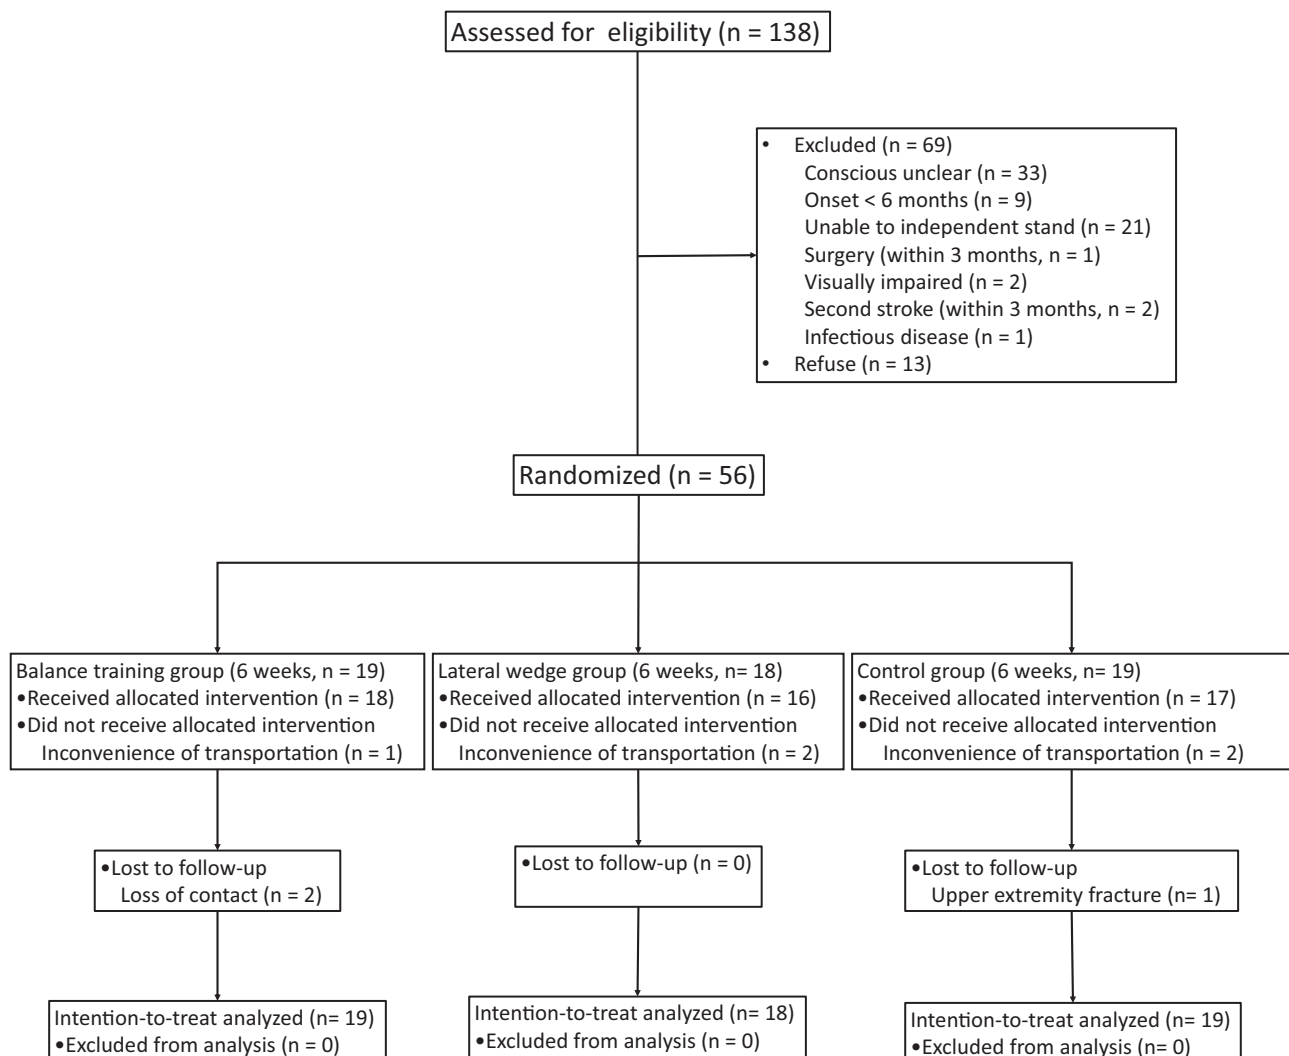 Assessed for eligibility (n = 138)
• Excluded (n = 69)
Conscious unclear (n = 33)
Onset < 6 months (n = 9)
Unable to independent stand (n = 21)
Surgery (within 3 months, n = 1)
Visually impaired (n = 2)
Second stroke (within 3 months, n = 2)
Infectious disease (n = 1)
• Refuse (n = 13)
Randomized (n = 56)
Balance training group (6 weeks, n = 19)
•Received allocated intervention (n = 18)
•Did not receive allocated intervention
Inconvenience of transportation (n = 1)
Lateral wedge group (6 weeks, n= 18)
•Received allocated intervention (n = 16)
•Did not receive allocated intervention
Inconvenience of transportation (n = 2)
Control group (6 weeks, n= 19)
•Received allocated intervention (n = 17)
•Did not receive allocated intervention
Inconvenience of transportation (n = 2)
•Lost to follow-up
Loss of contact (n = 2)
•Lost to follow-up (n = 0)
•Lost to follow-up
Upper extremity fracture (n= 1)
Intention-to-treat analyzed (n= 19)
•Excluded from analysis (n = 0)
Intention-to-treat analyzed (n= 18)
•Excluded from analysis (n = 0)
Intention-to-treat analyzed (n= 19)
•Excluded from analysis (n= 0)